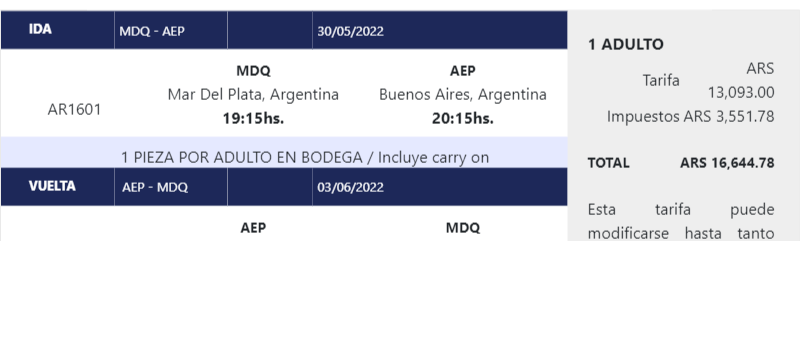 IDA MDQ - AEP 30/05/2022
MDQ AEP
Mar Del Plata, Argentina Buenos Aires, Argentina
AR1601
19:15hs. 20:15hs.
1 PIEZA POR ADULTO EN BODEGA / Incluye carry on
VUELTA AEP - MDQ 03/06/2022
AEP MDQ
1 ADULTO
Tarifa ARS
13,093.00
Impuestos ARS 3,551.78
TOTAL ARS 16,644.78
Esta tarifa puede
modificarse hasta tanto